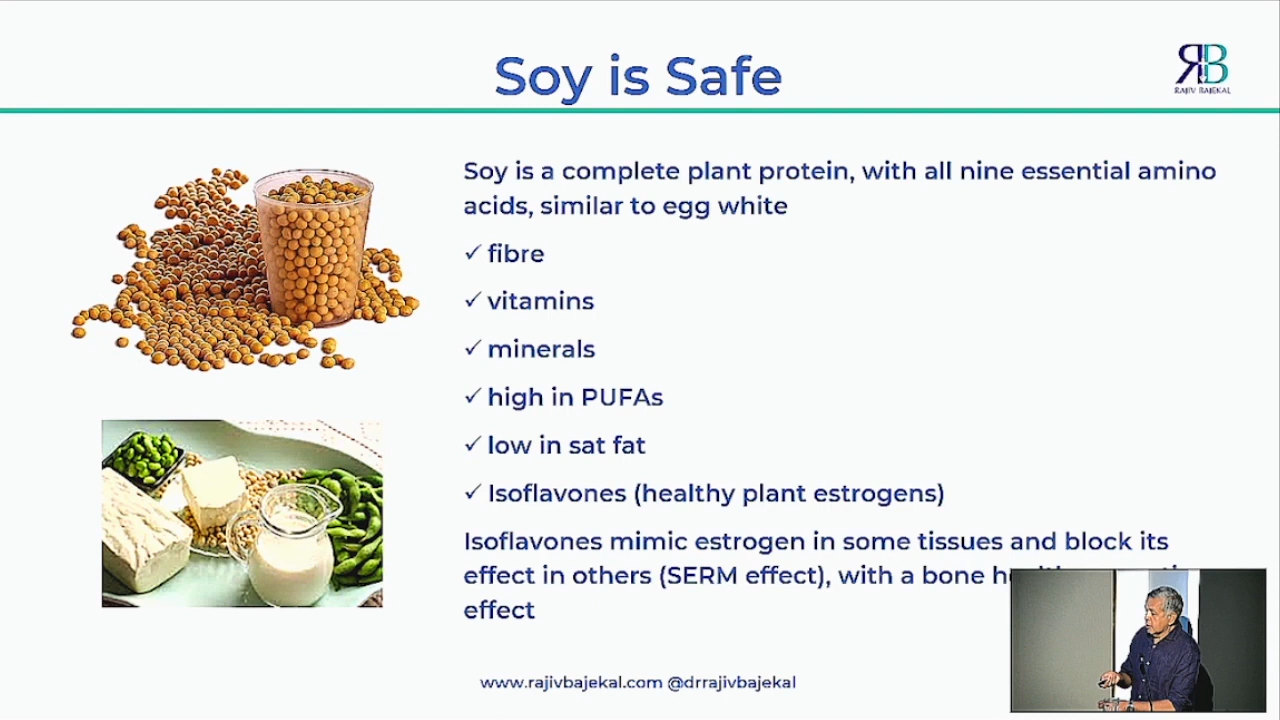 Soy is Safe
RB
RAJIV BAJEKAL
Soy is a complete plant protein, with all nine essential amino
acids, similar to egg white
✓ fibre
✓ vitamins
✓ minerals
✓ high in PUFAs
✓ low in sat fat
✓ Isoflavones (healthy plant estrogens)
Isoflavones mimic estrogen in some tissues and block its
effect in others (SERM effect), with a bone
effect
www.rajivbajekal.com @drrajivbajekal